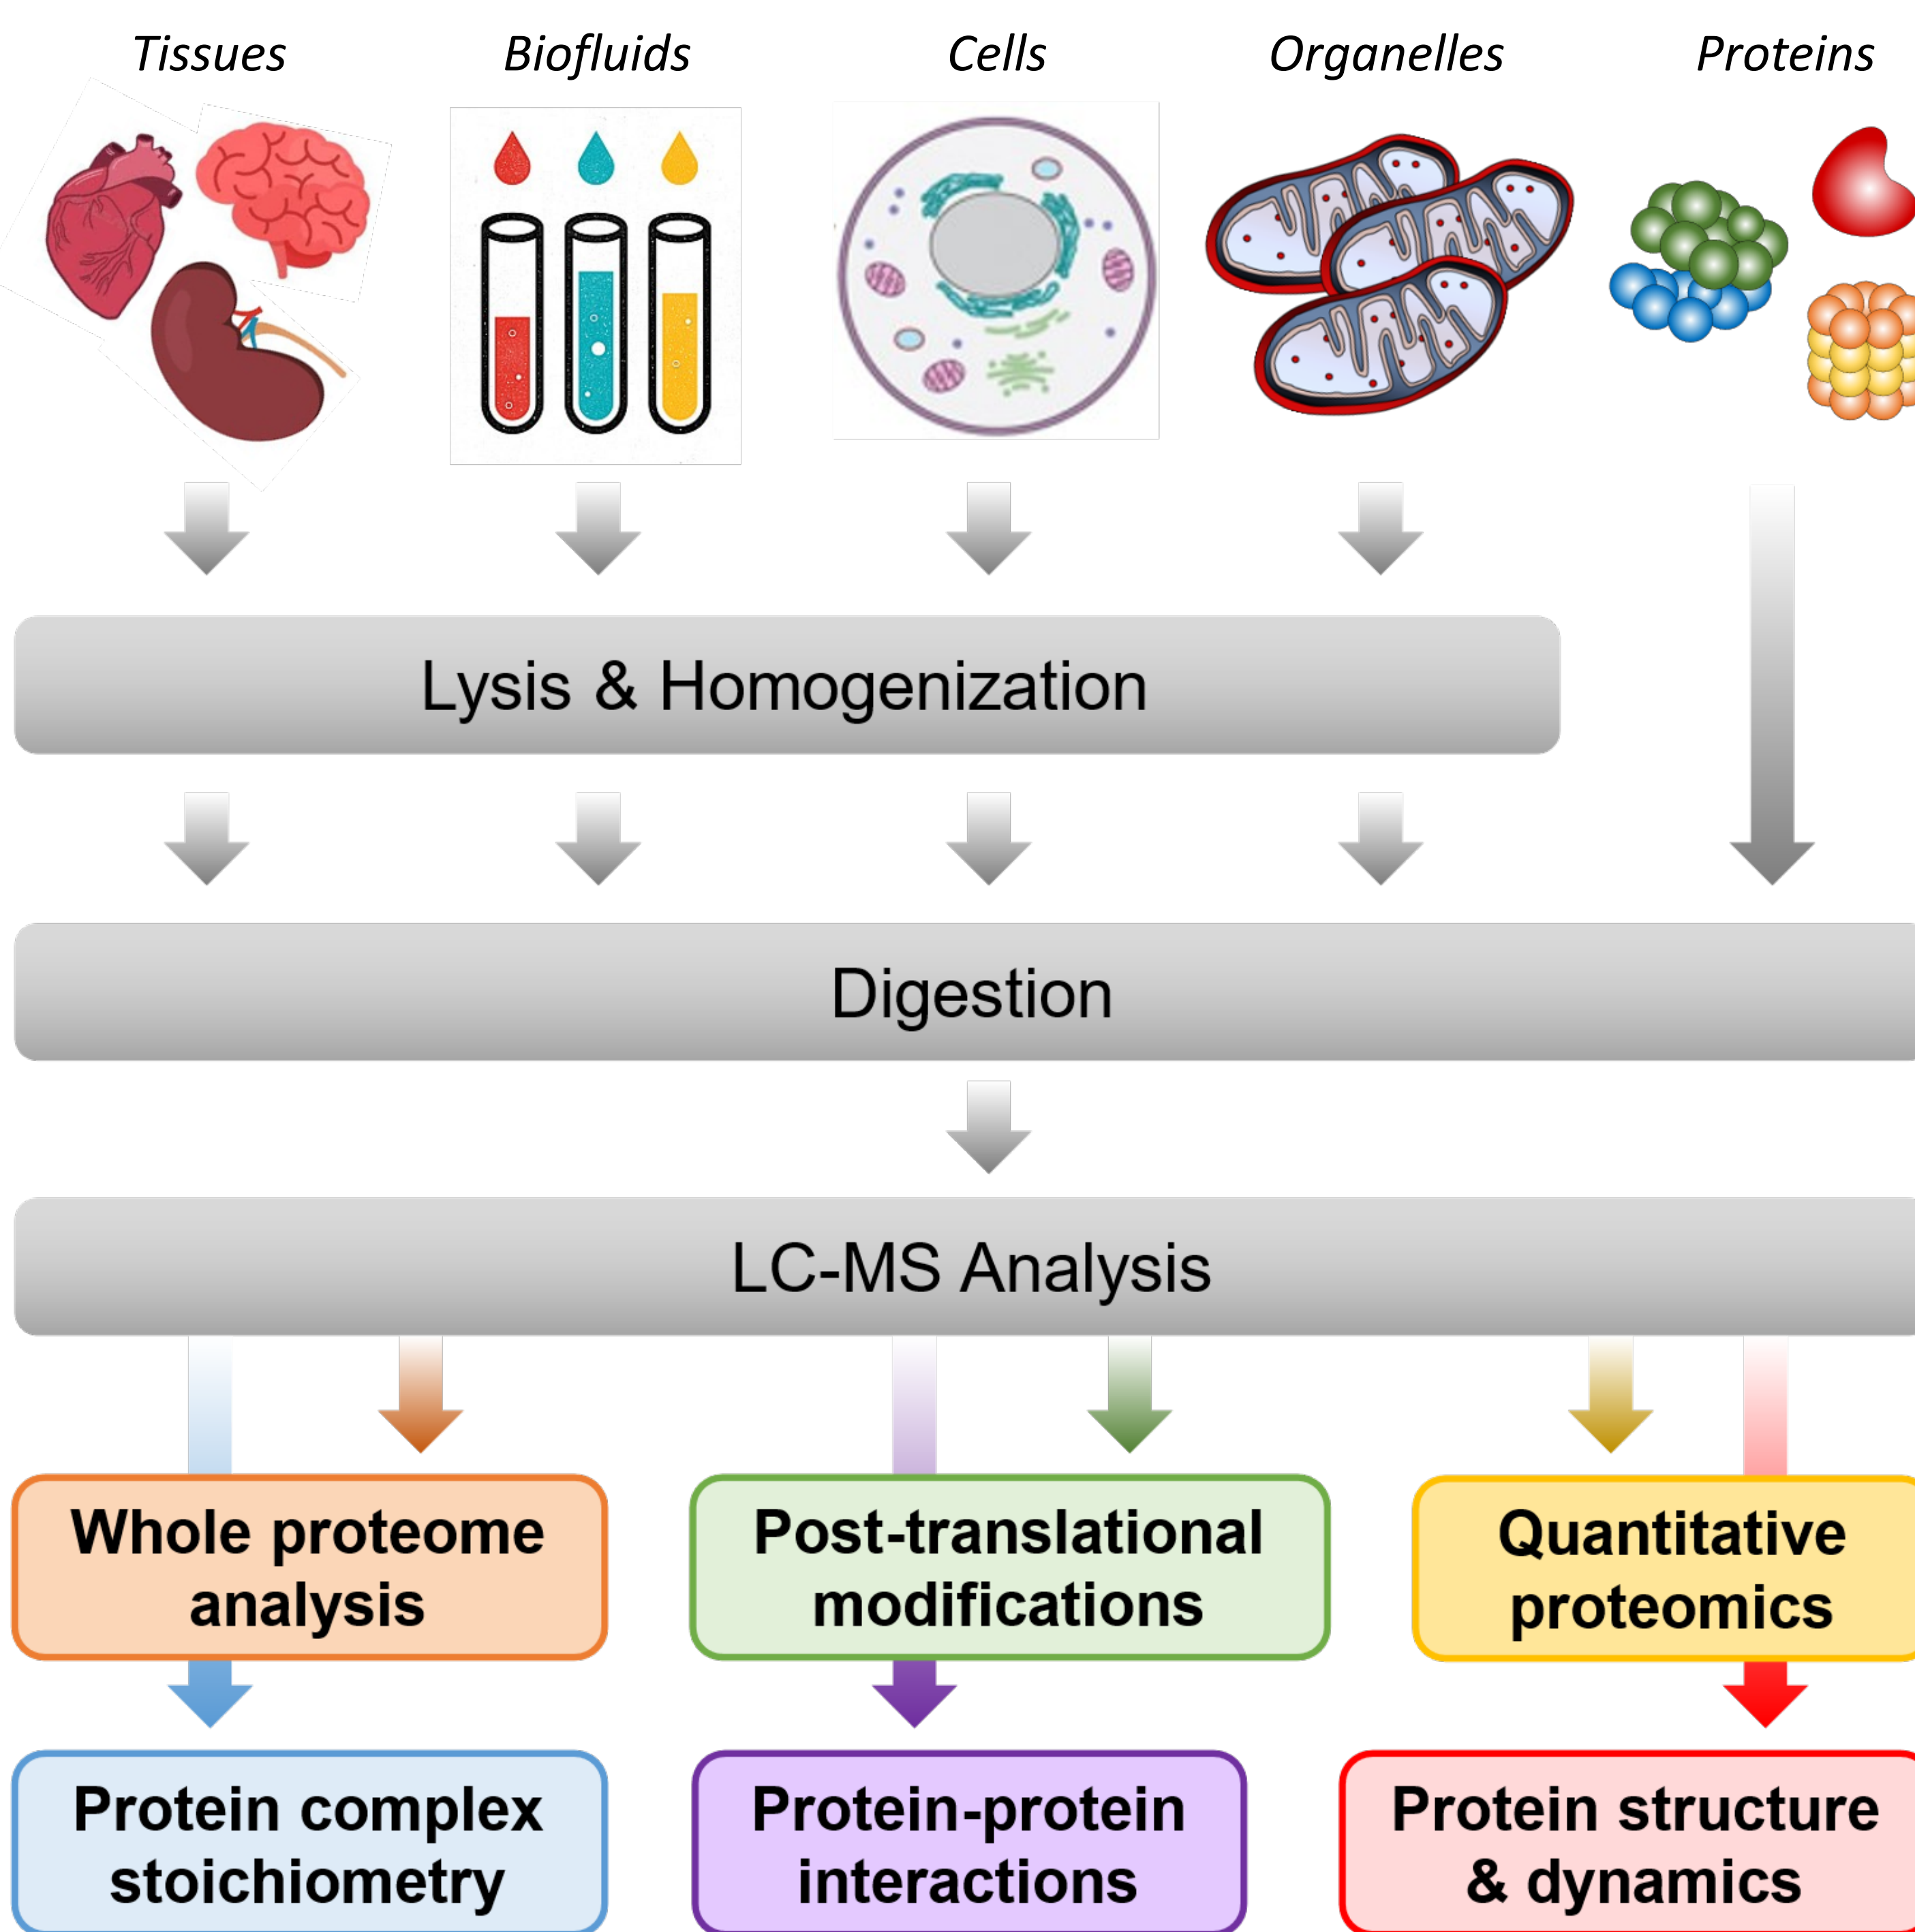 Tissues
Biofluids
Cells
Organelles
Proteins
Lysis & Homogenization
Digestion
LC-MS Analysis
Whole proteome
analysis
Post-translational
modifications
Quantitative
proteomics
Protein complex
stoichiometry
Protein-protein
interactions
Protein structure
& dynamics